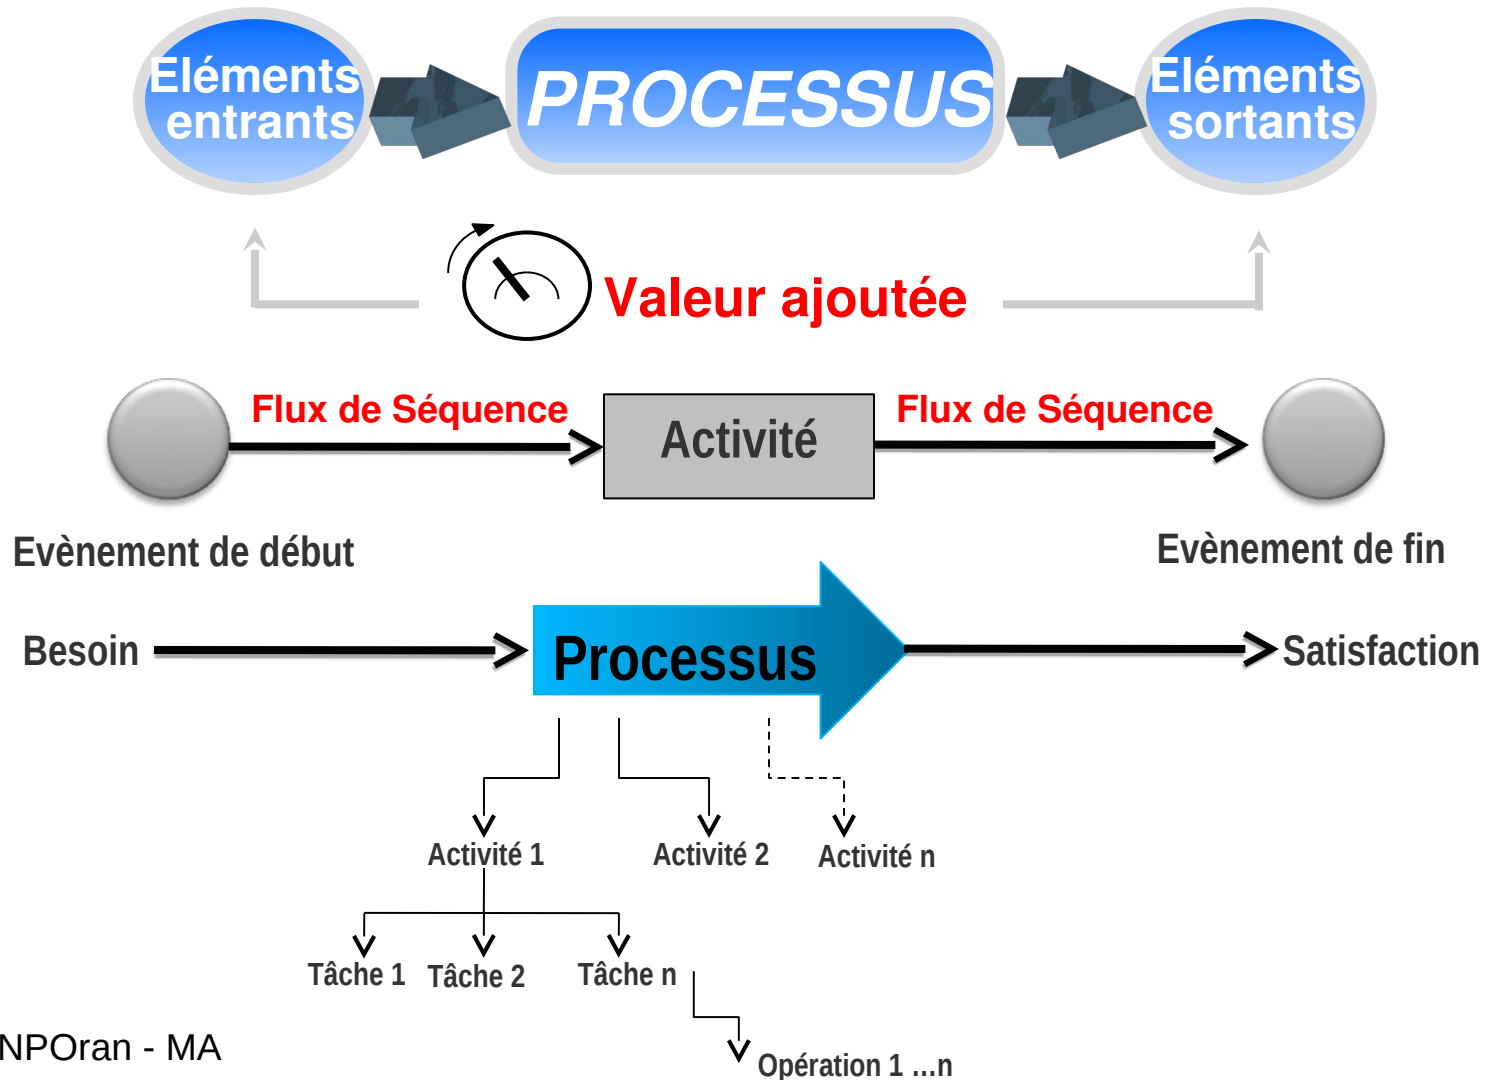 Eléments
entrants
PROCESSUS
Eléments
sortants
Valeur ajoutée
Flux de Séquence
Activité
Flux de Séquence
Evènement de début
Evènement de fin
Besoin
Processus
Satisfaction
Activité 1
Activité 2
Activité n
Tâche 1
Tâche 2
Tâche n
NPOran - MA
Opération 1 ...n